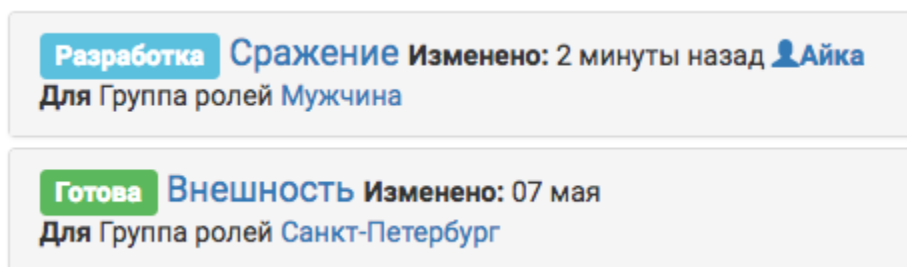 Разработка Сражение Изменено: 2 минуты назад Айка
Для Группа ролей Мужчина
Готова Внешность Изменено: 07 мая
Для Группа ролей Санкт-Петербург